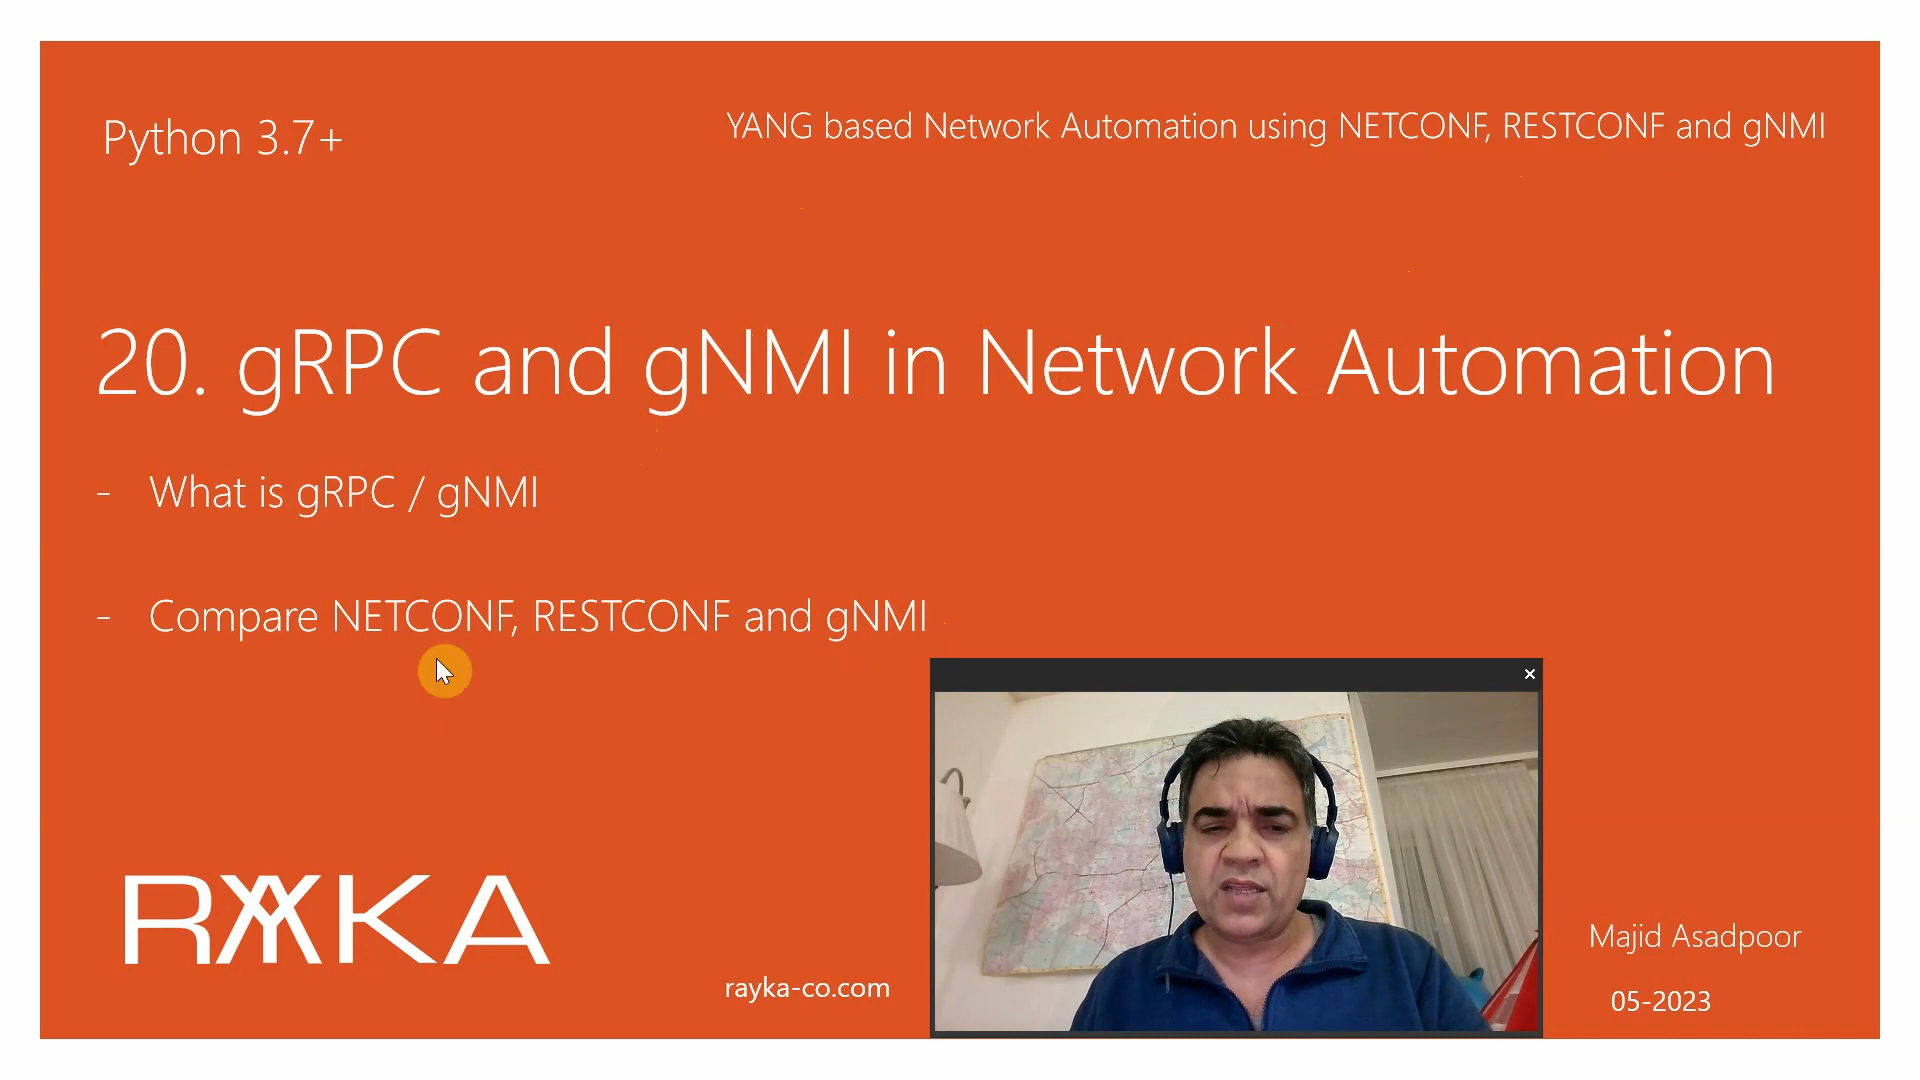 Python 3.7+
YANG based Network Automation using NETCONF, RESTCONF and gNMI
20. gRPC and gNMI in Network Automation
- What is gRPC / gNMI
- Compare NETCONF, RESTCONF and gNMI
RAYKA
rayka-co.com
Majid Asadpoor
05-2023